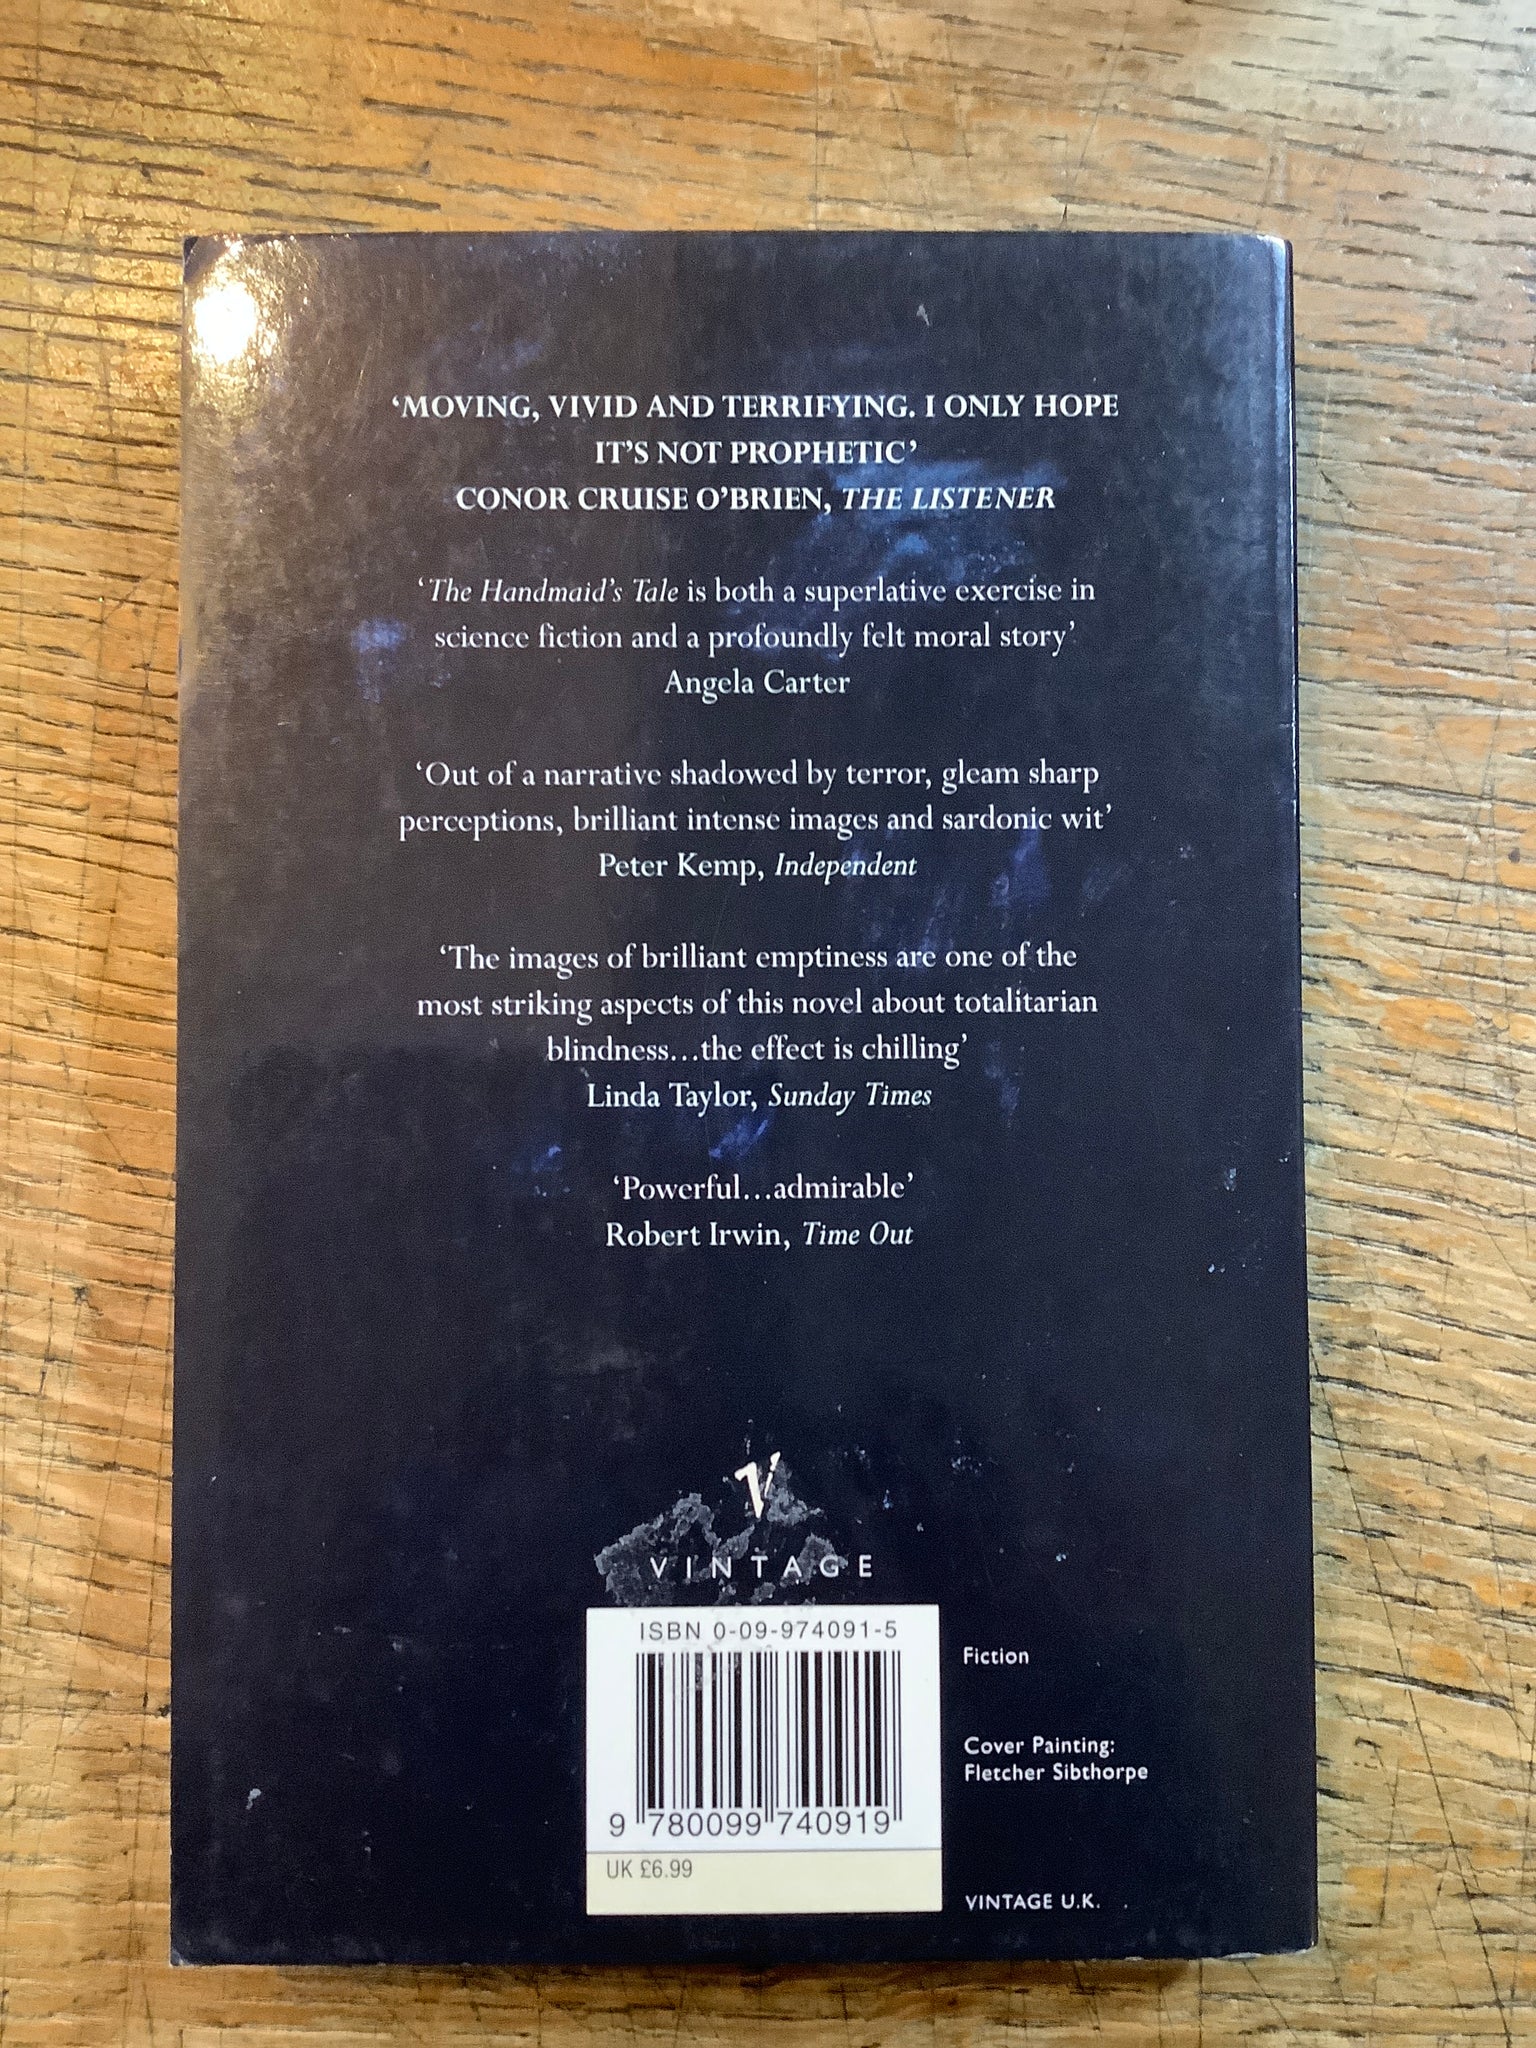 ‘MOVING, VIVID AND TERRIFYING. I ONLY HOPE
IT’S NOT PROPHETIC’
CONOR CRUISE O’BRIEN, THE LISTENER
‘The Handmaid’s Tale is both a superlative exercise in
science fiction and a profoundly felt moral story’
Angela Carter
‘Out of a narrative shadowed by terror, gleam sharp
perceptions, brilliant intense images and sardonic wit’
Peter Kemp, Independent
‘The images of brilliant emptiness are one of the
most striking aspects of this novel about totalitarian
blindness…the effect is chilling’
Linda Taylor, Sunday Times
‘Powerful…admirable’
Robert Irwin, Time Out
VINTAGE
ISBN 0-09-974091-5
9 780099 740919
UK £6.99
Fiction
Cover Painting:
Fletcher Sibthorpe
VINTAGE U.K.